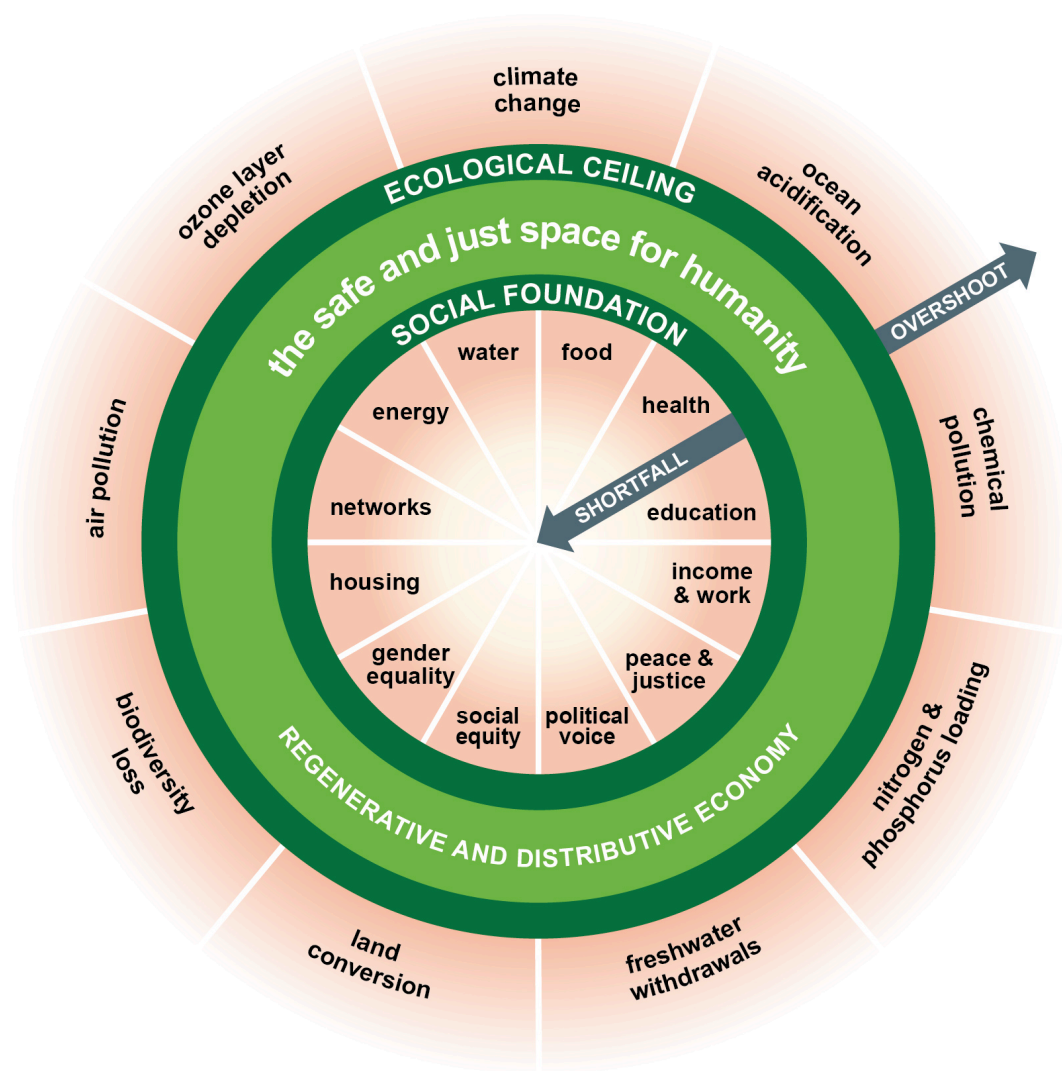 climate
change
ocean
acidification
OVERSHOOT
chemical
pollution
nitrogen &
phosphorus loading
freshwater
withdrawals
land
conversion
biodiversity
loss
air pollution
ozone layer
depletion
ECOLOGICAL CEILING
the safe and just space for humanity
SOCIAL FOUNDATION
water
food
health
SHORTFALL
education
income
& work
peace &
justice
political
voice
social
equity
gender
equality
housing
networks
energy
REGENERATIVE AND DISTRIBUTIVE ECONOMY